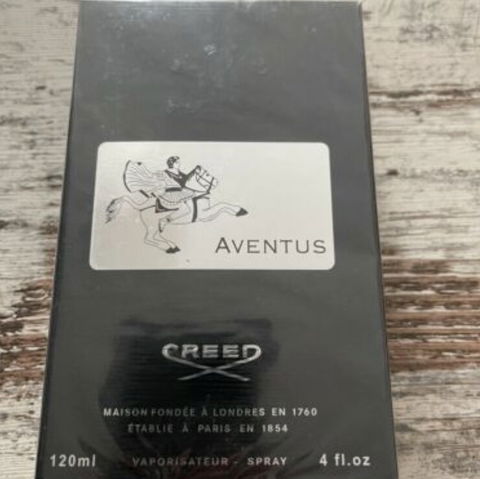 AVENTUS
CREED
MAISON FONDÉE À LONDRES EN 1760
ÉTABLIE À PARIS EN 1854
120ml VAPORISATEUR - SPRAY 4 fl.oz